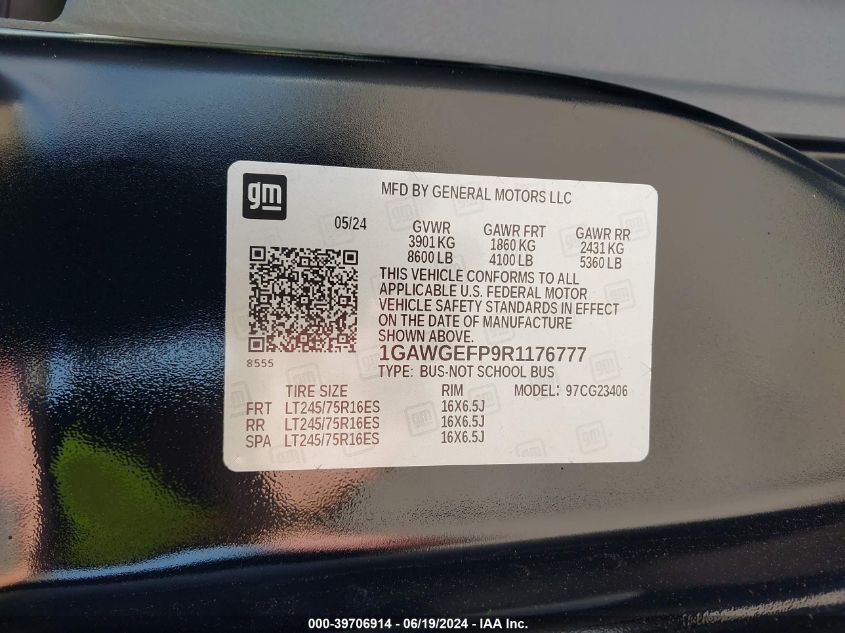 gm
MFD BY GENERAL MOTORS LLC
05/24
GVWR GAWR FRT GAWR RR
3901 KG 1860 KG 2431 KG
8600 LB 4100 LB 5360 LB
THIS VEHICLE CONFORMS TO ALL
APPLICABLE U.S. FEDERAL MOTOR
VEHICLE SAFETY STANDARDS IN EFFECT
ON THE DATE OF MANUFACTURE
SHOWN ABOVE.
8555
1GAWGEFP9R1176777
TYPE: BUS-NOT SCHOOL BUS
TIRE SIZE RIM MODEL: 97CG23406
FRT LT245/75R16ES 16X6.5J
RR LT245/75R16ES 16X6.5J
SPA LT245/75R16ES 16X6.5J
000-39706914 - 06/19/2024 - IAA Inc.